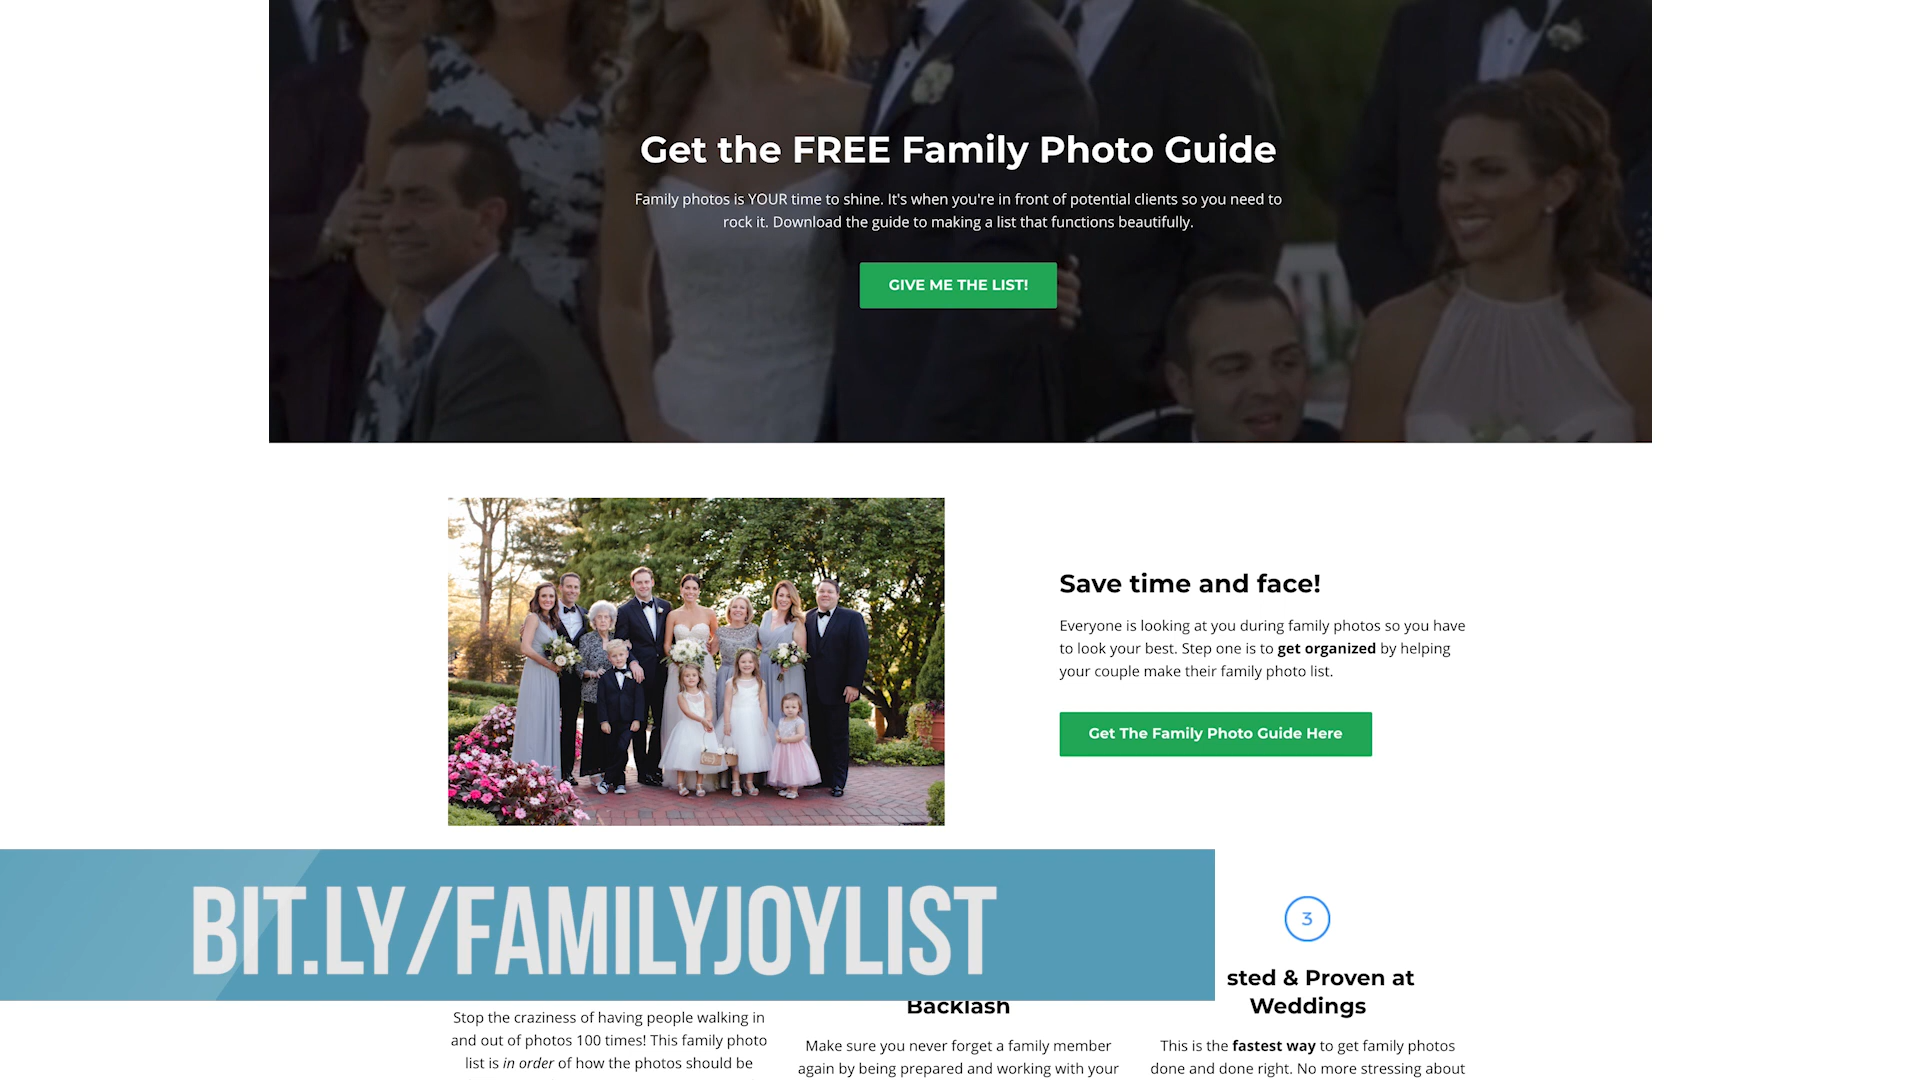 Get the FREE Family Photo Guide
Family photos is YOUR time to shine. It's when you're in front of potential clients so you need to
rock it. Download the guide to making a list that functions beautifully.
GIVE ME THE LIST!
Save time and face!
Everyone is looking at you during family photos so you have
to look your best. Step one is to get organized by helping
your couple make their family photo list.
Get The Family Photo Guide Here
BIT.LY/FAMILYJOYLIST
Stop the craziness of having people walking in
and out of photos 100 times! This family photo
list is in order of how the photos should be
Backlash
Make sure you never forget a family member
again by being prepared and working with your
3
sted & Proven at
Weddings
This is the fastest way to get family photos
done and done right. No more stressing about